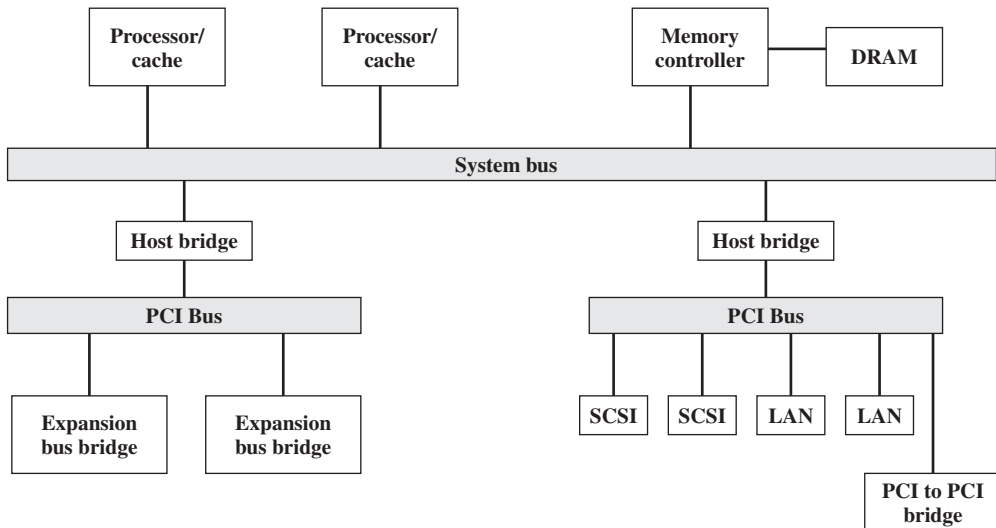 Processor/
cache
Processor/
cache
Memory
controller
DRAM
System bus
Host bridge
Host bridge
PCI Bus
PCI Bus
Expansion
bus bridge
Expansion
bus bridge
SCSI
SCSI
LAN
LAN
PCI to PCI
bridge